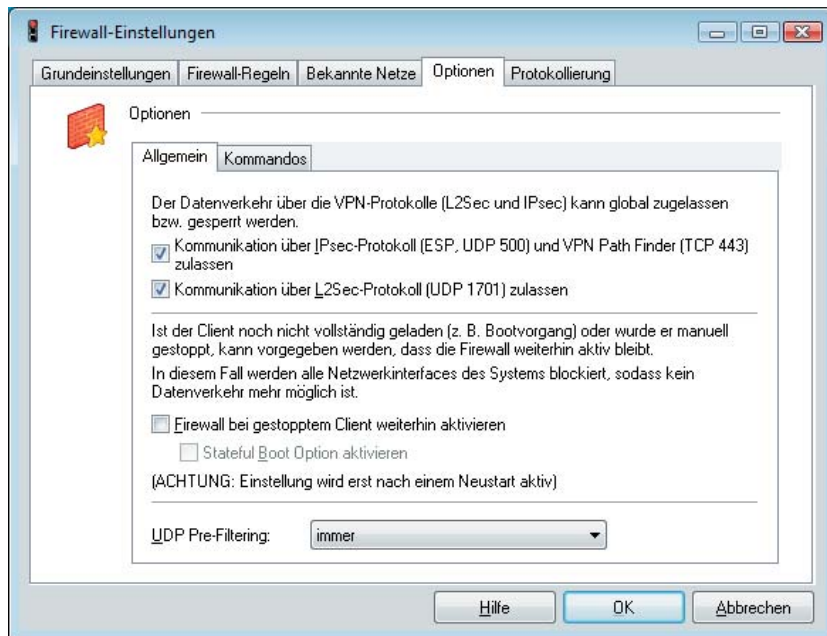 Firewall-Einstellungen
Grundeinstellungen Firewall-Regeln Bekannte Netze Optionen Protokollierung
Optionen
Allgemein Kommandos
Der Datenverkehr über die VPN-Protokolle (L2Sec und IPsec) kann global zugelassen
bzw. gesperrt werden.
Kommunikation über IPsec-Protokoll (ESP, UDP 500) und VPN Path Finder (TCP 443)
zulassen
Kommunikation über L2Sec-Protokoll (UDP 1701) zulassen
Ist der Client noch nicht vollständig geladen (z. B. Bootvorgang) oder wurde er manuell
gestoppt, kann vorgegeben werden, dass die Firewall weiterhin aktiv bleibt.
In diesem Fall werden alle Netzwerkinterfaces des Systems blockiert, sodass kein
Datenverkehr mehr möglich ist.
Firewall bei gestopptem Client weiterhin aktivieren
Stateful Boot Option aktivieren
(ACHTUNG: Einstellung wird erst nach einem Neustart aktiv)
UDP Pre-Filtering: immer
Hilfe OK Abbrechen